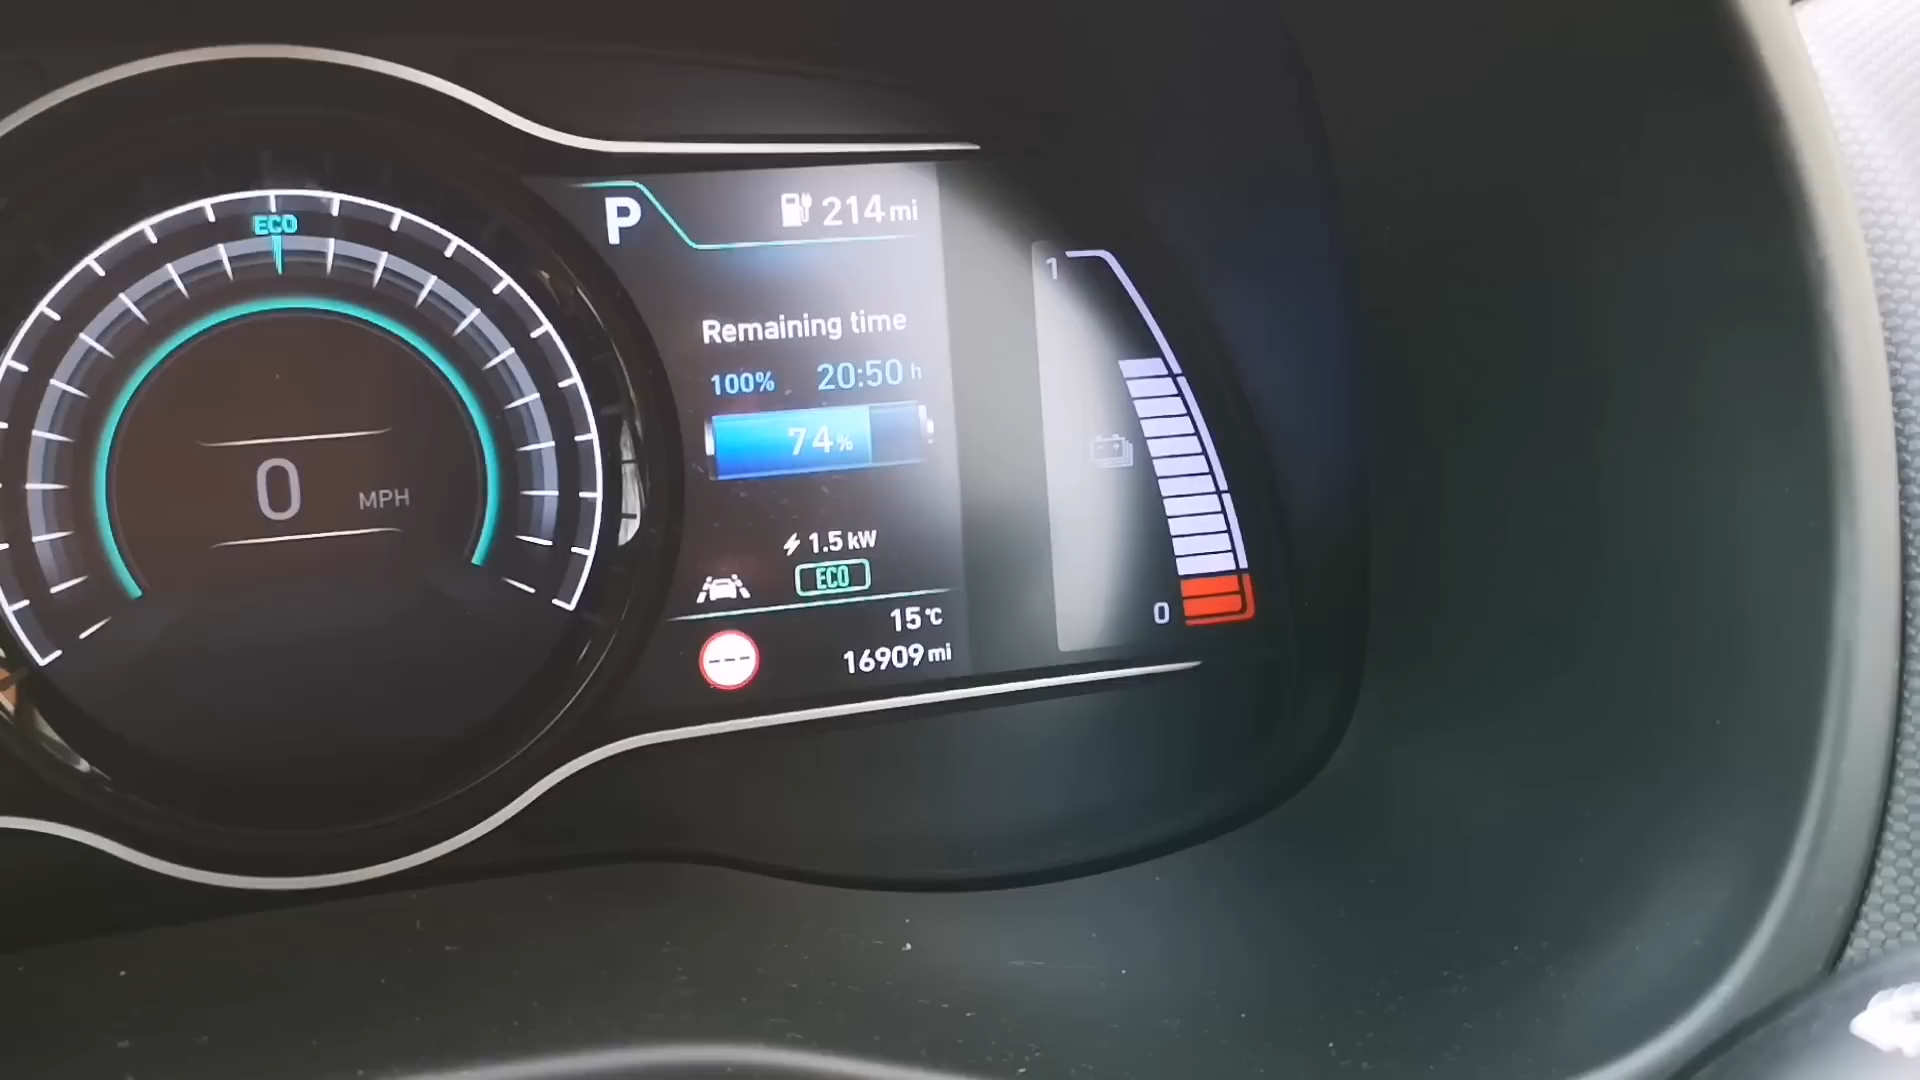 ECO
0 MPH
P
214 mi
Remaining time
100% 20:50 h
74%
1.5 kW
ECO
---
15°C
16909 mi
1
0